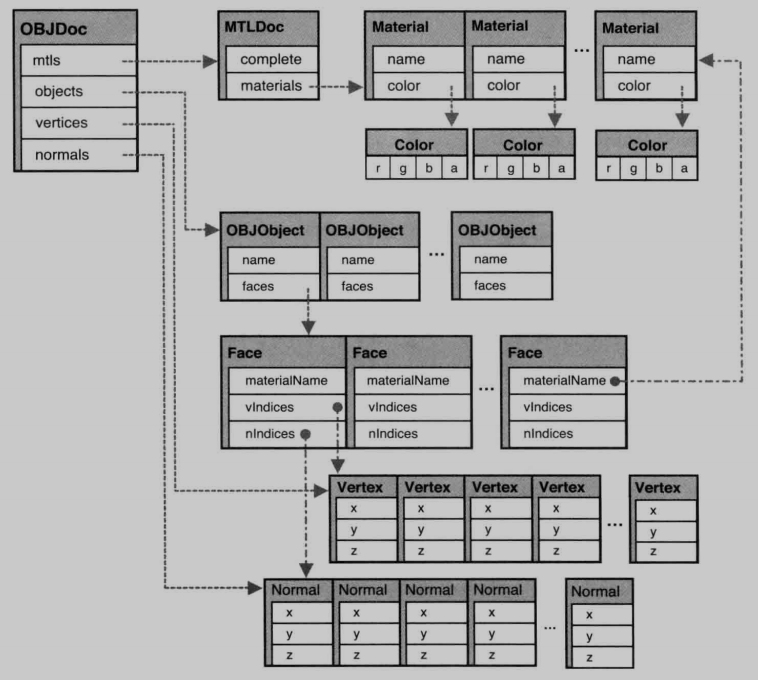 OBJDoc
mtls
objects
vertices
normals
MTLDoc
complete
materials
Material Material ... Material
name name name
color color color
Color Color Color
r g b a r g b a r g b a
OBJObject OBJObject ... OBJObject
name name name
faces faces faces
Face Face Face
materialName materialName ... materialName
vIndices vIndices vIndices
nIndices nIndices nIndices
Vertex Vertex Vertex Vertex Vertex
x x x x x
y y y y ... y
z z z z z
Normal Normal Normal Normal Normal
x x x x x
y y y y ... y
z z z z z